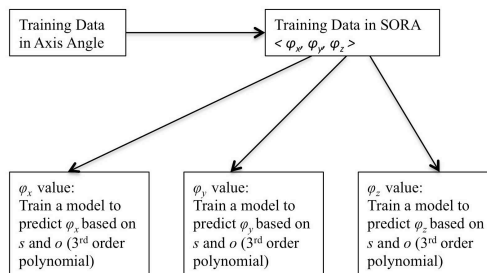 Training Data
in Axis Angle
Training Data in SORA
< φx, φy, φz >
φx value:
Train a model to
predict φx based on
s and o (3rd order
polynomial)
φy value:
Train a model to
predict φy based on
s and o (3rd order
polynomial)
φz value:
Train a model to
predict φz based on
s and o (3rd order
polynomial)